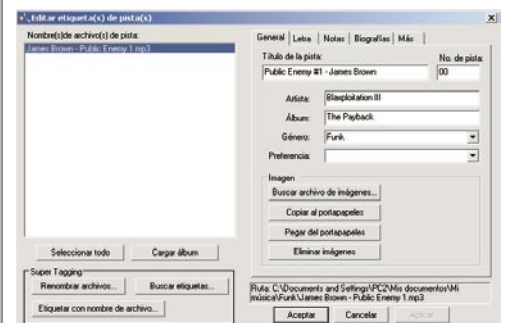 Editar etiqueta(s) de pista(s)
Nombre(s)de archivo(s) de pista:
James Brown - Public Enemy 1.mp3
Seleccionar todo
Cargar álbum
Super Tagging
Renombrar archivos...
Buscar etiquetas...
Etiquetar con nombre de archivo...
General
Letra
Notas
Biografías
Más
Título de la pista:
No. de pista:
Public Enemy #1 - James Brown
00
Artista:
Blaxploitation III
Álbum:
The Payback
Género:
Funk
Preferencia:
Imagen
Buscar archivo de imágenes...
Copiar al portapapeles
Pegar del portapapeles
Eliminar imágenes
Ruta: C:\Documents and Settings\PC2\Mis documentos\Mi
música\Funk\James Brown - Public Enemy 1.mp3
Aceptar
Cancelar
Aplicar